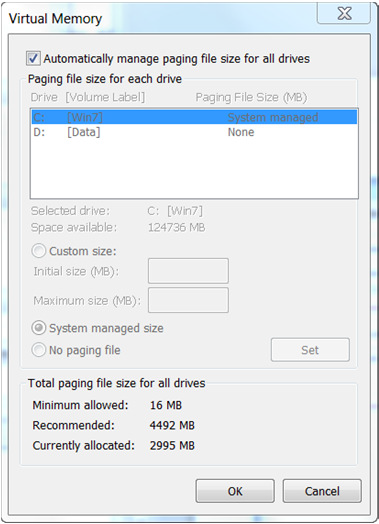 Virtual Memory
Automatically manage paging file size for all drives
Paging file size for each drive
Drive [Volume Label] Paging File Size (MB)
C: [Win7] System managed
D: [Data] None
Selected drive: C: [Win7]
Space available: 124736 MB
Custom size:
Initial size (MB):
Maximum size (MB):
System managed size
No paging file Set
Total paging file size for all drives
Minimum allowed: 16 MB
Recommended: 4492 MB
Currently allocated: 2995 MB
OK Cancel